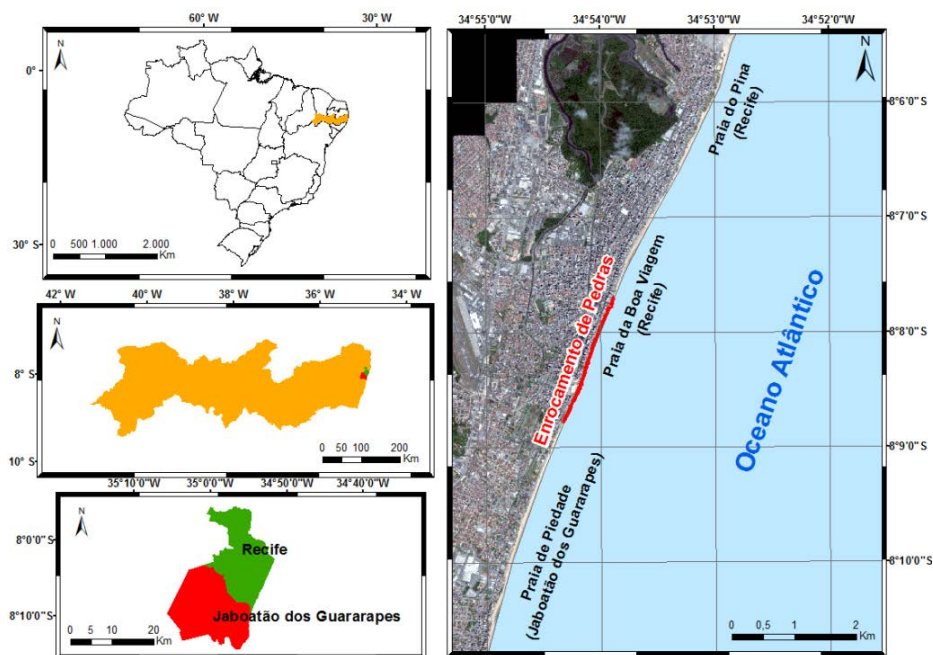 60° W
30° W
N
0°
30° S
0 500 1.000 2.000
Km
42 W
40° W
38° W
36° W
34° W
N
8° S
10° S
0 50 100 200
Km
35°10'0"W
35°0'0"W
34°50'0"W
34°40'0"W
N
8°0'0"S
8°10'0"S
Recife
Jaboatão dos Guararapes
0 5 10 20
Km
34°55'0"W
34°54'0"W
34°53'0"W
34°52'0"W
N
8°6'0"S
8°7'0"S
8°8'0"S
8°9'0"S
8°10'0"S
Praia do Pina
(Recife)
Praia da Boa Viagem
(Recife)
Enrocamento de Pedras
Oceano Atlântico
Praia de Piedade
(Jaboatão dos Guararapes)
0 0,5 1 2
Km